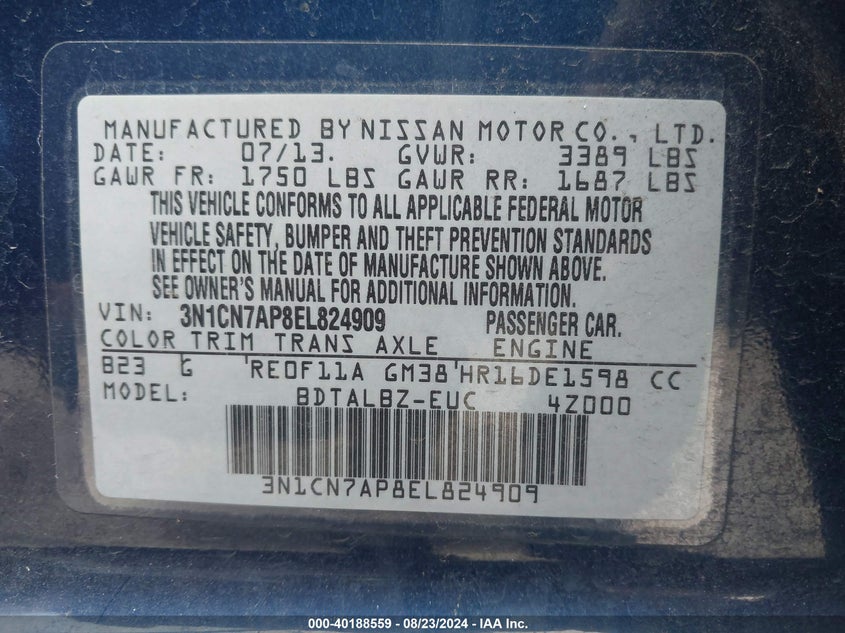 MANUFACTURED BY NISSAN MOTOR CO., LTD.
DATE: 07/13. GVWR: 3389 LBS
GAWR FR: 1750 LBS GAWR RR: 1687 LBS
THIS VEHICLE CONFORMS TO ALL APPLICABLE FEDERAL MOTOR
VEHICLE SAFETY, BUMPER AND THEFT PREVENTION STANDARDS
IN EFFECT ON THE DATE OF MANUFACTURE SHOWN ABOVE.
SEE OWNER'S MANUAL FOR ADDITIONAL INFORMATION.
VIN: 3N1CN7AP8EL824909 PASSENGER CAR.
COLOR TRIM TRANS AXLE ENGINE
B23 G RE0F11A GM38 HR16DE1598 CC
MODEL: BDTALBZ-EUC 4Z000
3N1CN7AP8EL824909
000-40188559 - 08/23/2024 - IAA Inc.